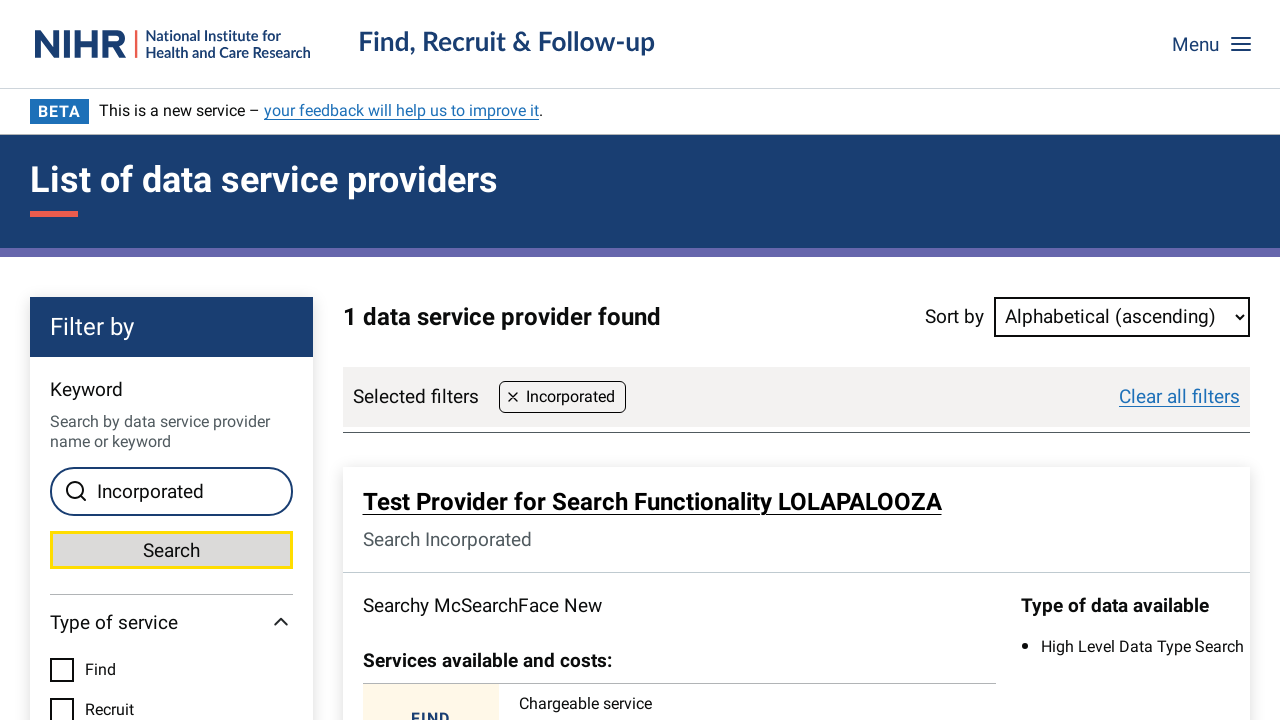 NIHR | National Institute for
Health and Care Research
Find, Recruit & Follow-up
Menu
BETA This is a new service – your feedback will help us to improve it.
List of data service providers
Filter by
Keyword
Search by data service provider
name or keyword
Incorporated
Search
Type of service
Find
Recruit
1 data service provider found
Sort by Alphabetical (ascending)
Selected filters Incorporated Clear all filters
Test Provider for Search Functionality LOLAPALOOZA
Search Incorporated
Searchy McSearchFace New
Services available and costs:
FIND Chargeable service
Type of data available
High Level Data Type Search